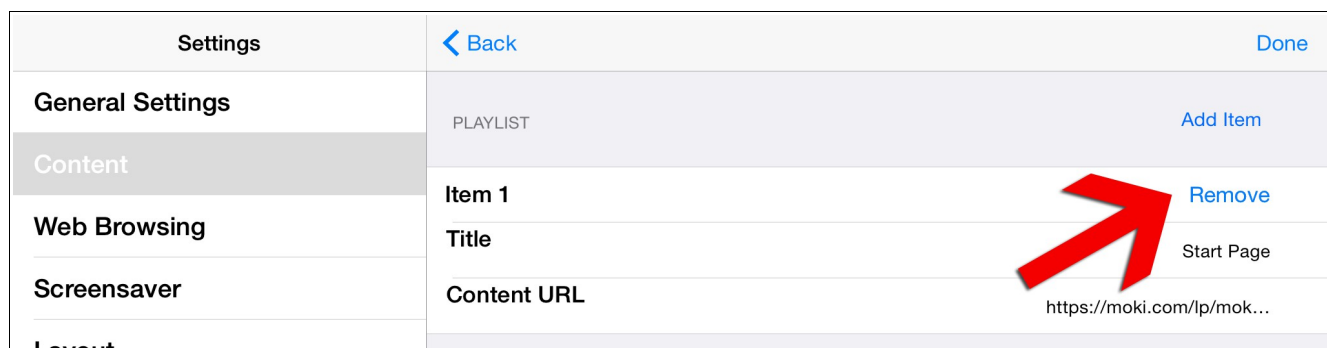 Settings
Back
Done
General Settings
PLAYLIST
Add Item
Content
Item 1
Remove
Web Browsing
Title
Start Page
Screensaver
Content URL
https://moki.com/lp/mok...
Layout